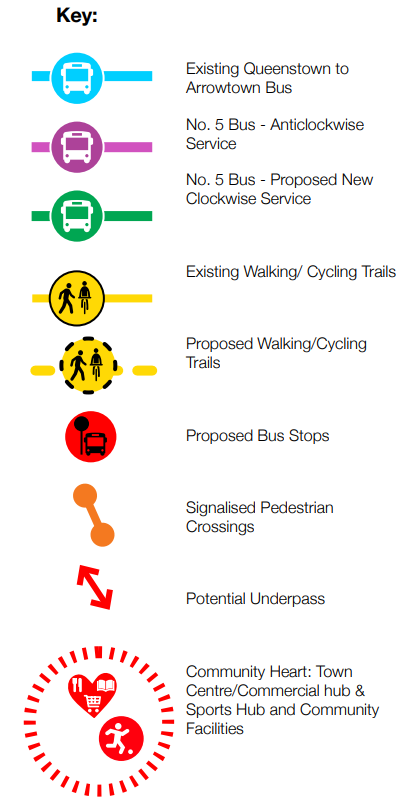 Key:
Existing Queenstown to
Arrowtown Bus
No. 5 Bus - Anticlockwise
Service
No. 5 Bus - Proposed New
Clockwise Service
Existing Walking/ Cycling Trails
Proposed Walking/Cycling
Trails
Proposed Bus Stops
Signalised Pedestrian
Crossings
Potential Underpass
Community Heart: Town
Centre/Commercial hub &
Sports Hub and Community
Facilities